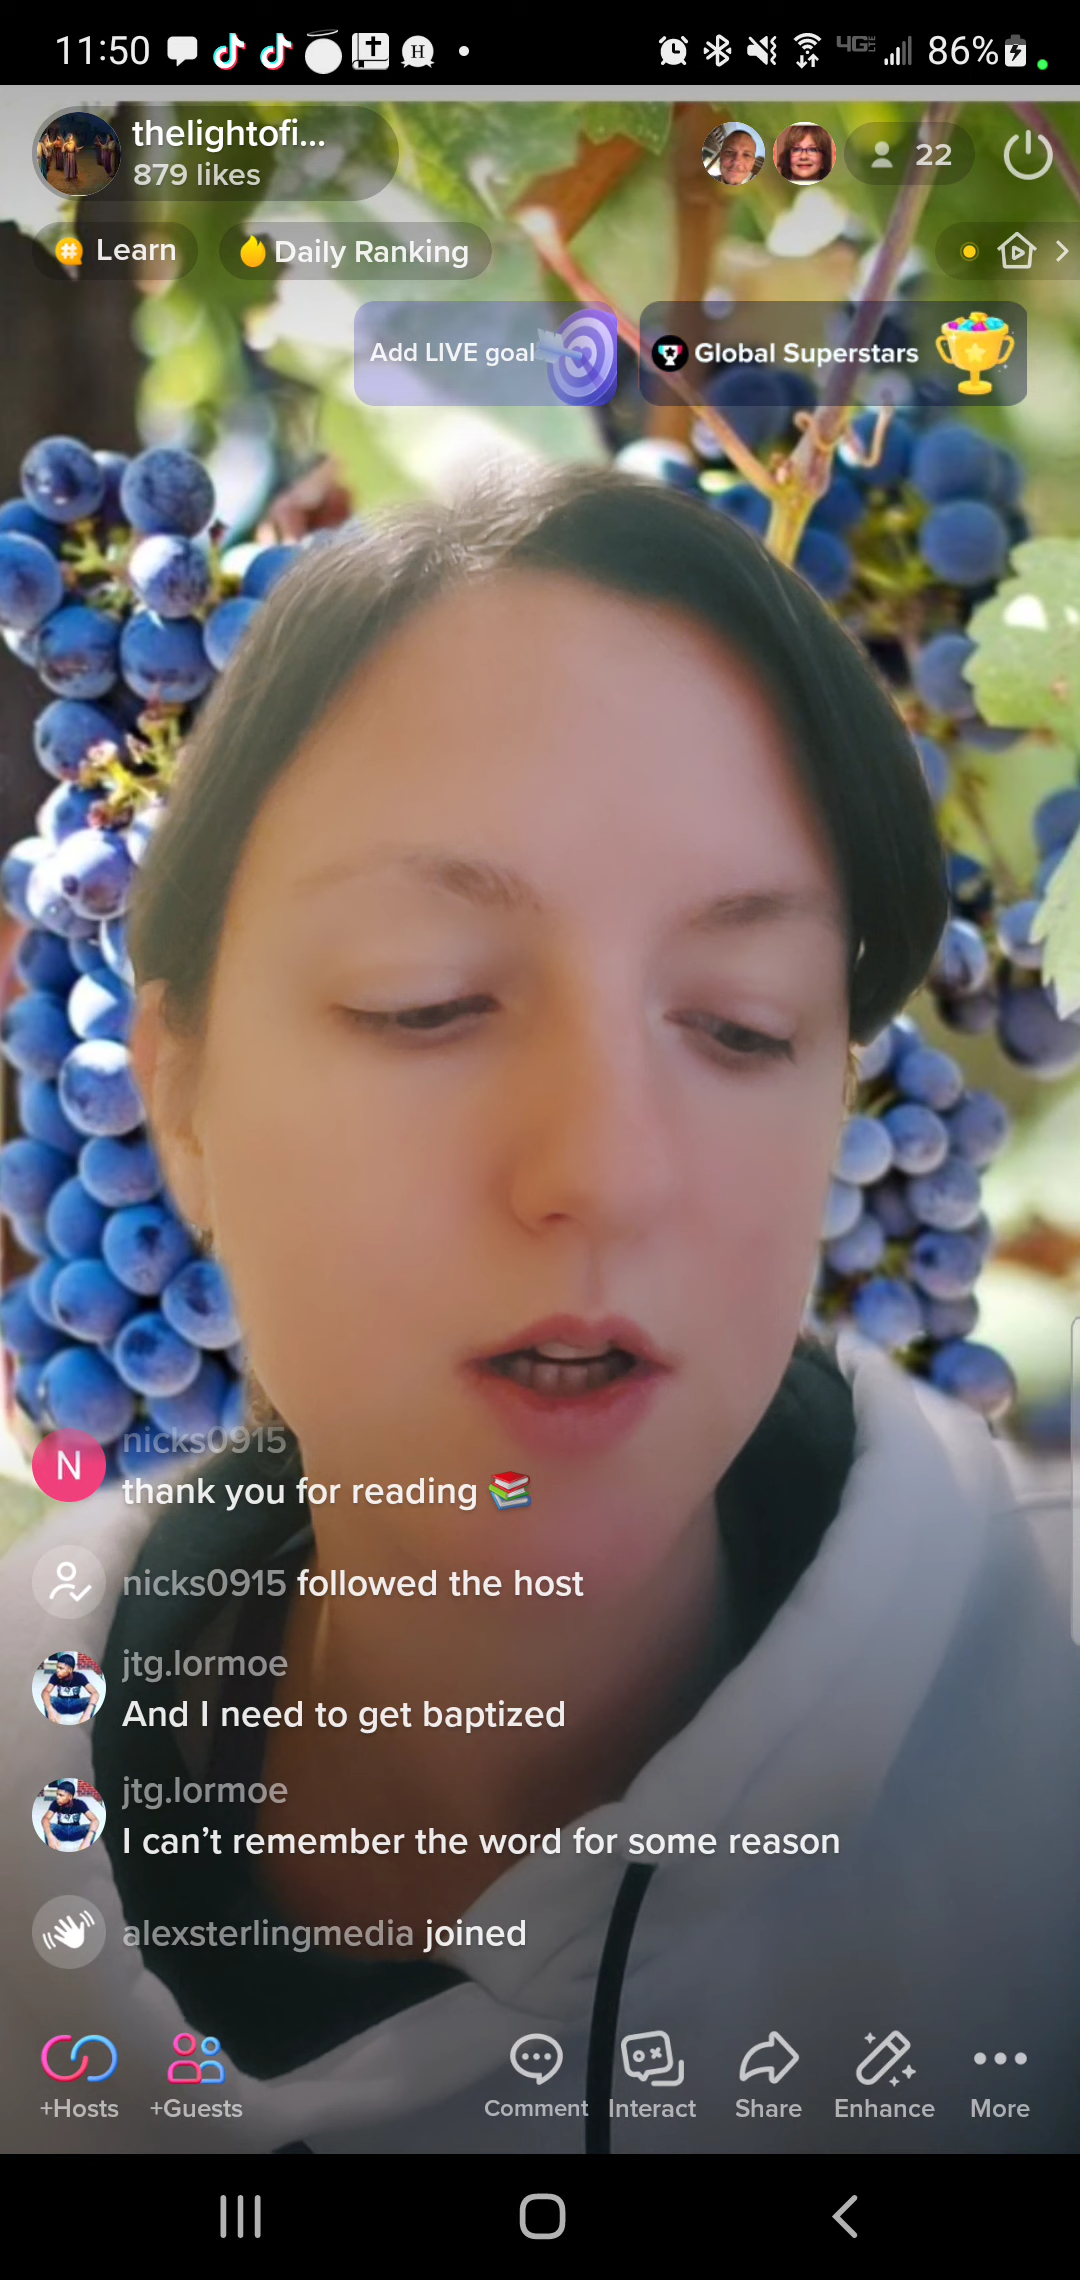 11:50
H
4G LTE
86%
thelightofi...
879 likes
22
Learn
Daily Ranking
Add LIVE goal
Global Superstars
nicks0915
N
thank you for reading 📚
nicks0915 followed the host
jtg.lormoe
And I need to get baptized
jtg.lormoe
I can’t remember the word for some reason
alexsterlingmedia joined
+Hosts
+Guests
Comment
Interact
Share
Enhance
More